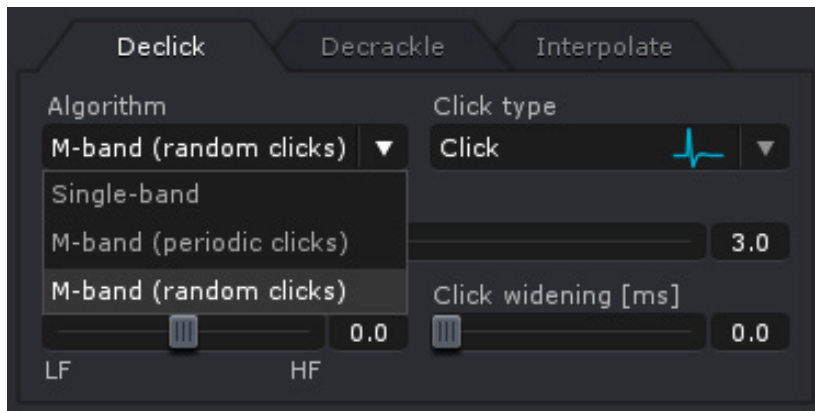 Declick Decrackle Interpolate
Algorithm Click type
M-band (random clicks) Click
Single-band
M-band (periodic clicks) 3.0
M-band (random clicks) Click widening [ms]
0.0 0.0
LF HF